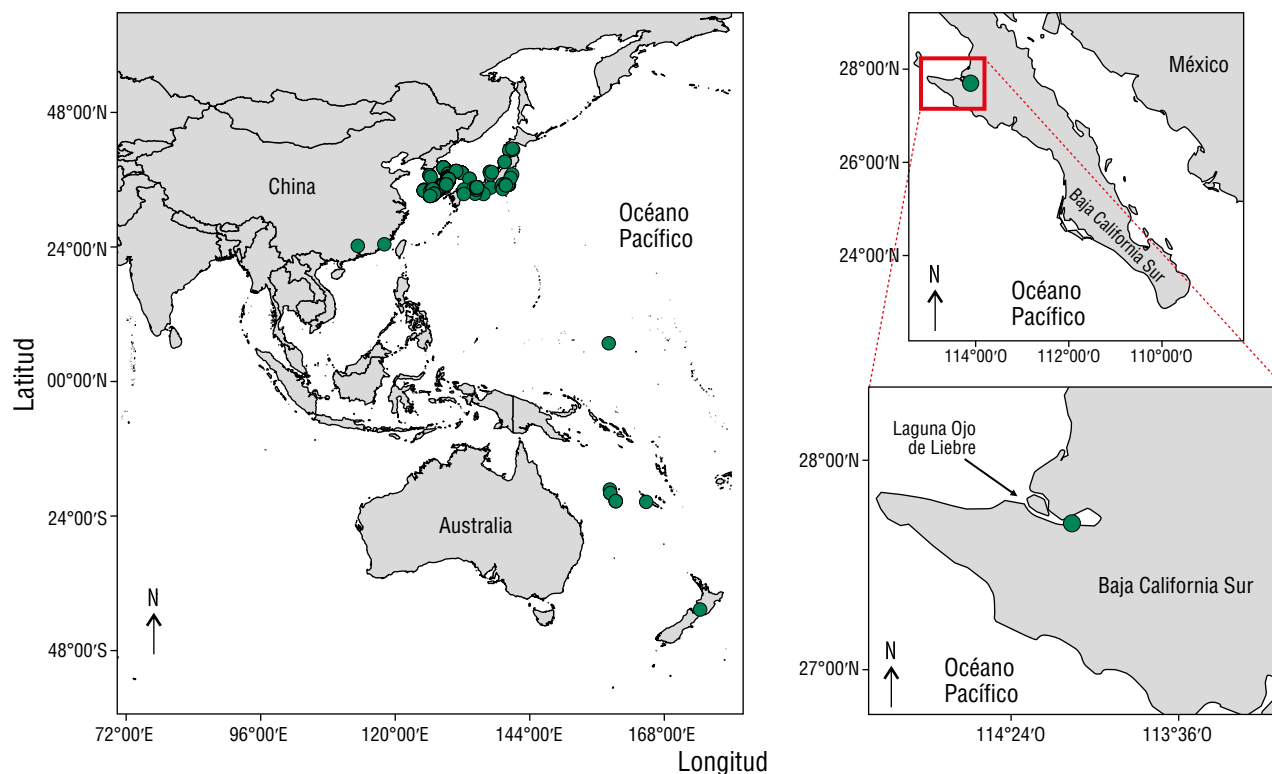 Latitud
48°00′N
24°00′N
00°00′N
24°00′S
48°00′S
72°00′E
96°00′E
120°00′E
144°00′E
168°00′E
Longitud
China
Océano
Pacífico
Australia
N
28°00′N
26°00′N
24°00′N
114°00′O
112°00′O
110°00′O
México
Baja California Sur
N
Océano
Pacífico
28°00′N
27°00′N
114°24′O
113°36′O
Laguna Ojo
de Liebre
Baja California Sur
N
Océano
Pacífico